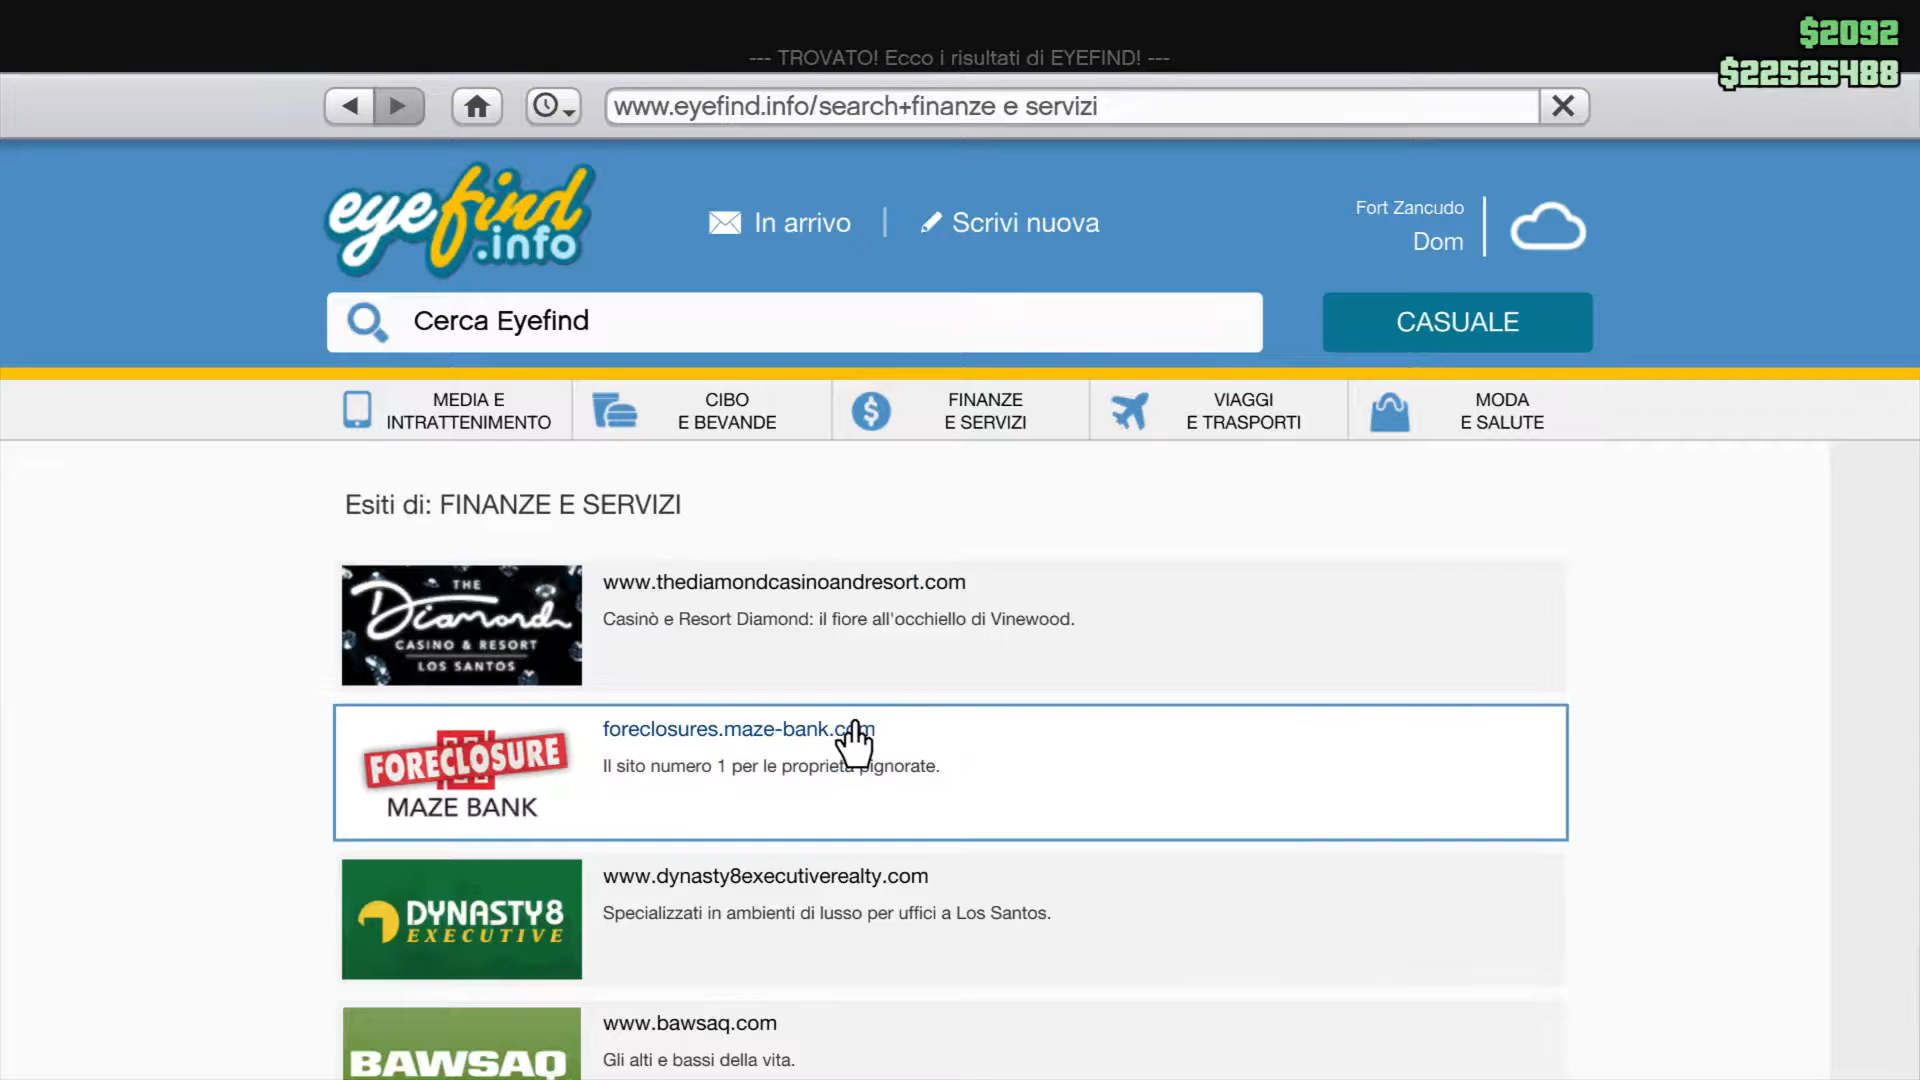 $2092
--- TROVATO! Ecco i risultati di EYEFIND! ---
$22525488
www.eyefind.info/search+finanze e servizi
eyefind
.info
In arrivo
Scrivi nuova
Fort Zancudo
Dom
Cerca Eyefind
CASUALE
MEDIA E
INTRATTENIMENTO
CIBO
E BEVANDE
FINANZE
E SERVIZI
VIAGGI
E TRASPORTI
MODA
E SALUTE
Esiti di: FINANZE E SERVIZI
THE
Diamond
CASINO & RESORT
LOS SANTOS
www.thediamondcasinoandresort.com
Casinò e Resort Diamond: il fiore all'occhiello di Vinewood.
FORECLOSURE
MAZE BANK
foreclosures.maze-bank.com
Il sito numero 1 per le proprietà pignorate.
DYNASTY8
EXECUTIVE
www.dynasty8executiverealty.com
Specializzati in ambienti di lusso per uffici a Los Santos.
BAWSAQ
www.bawsaq.com
Gli alti e bassi della vita.